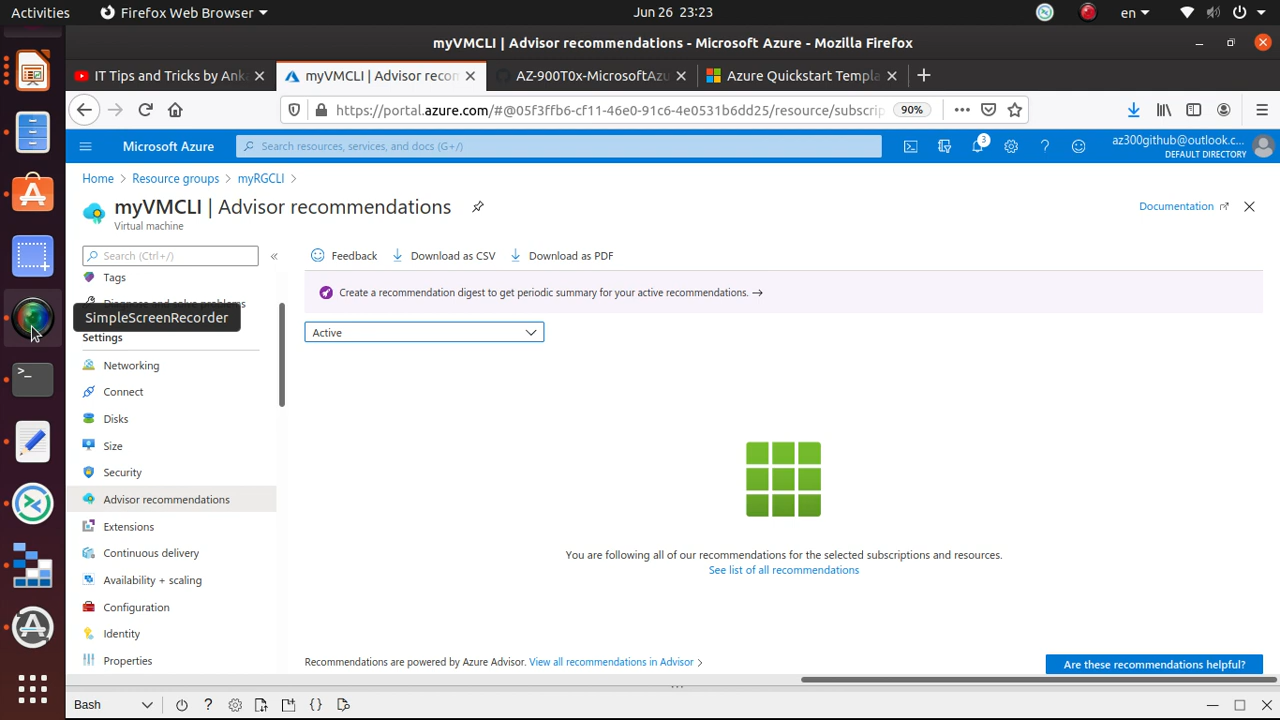 Activities
Firefox Web Browser
Jun 26 23:23
en
myVMCLI | Advisor recommendations - Microsoft Azure - Mozilla Firefox
IT Tips and Tricks by Ank
myVMCLI | Advisor recon
AZ-900T0x-MicrosoftAzu
Azure Quickstart Templa
https://portal.azure.com/#@05f3ffb6-cf11-46e0-91c6-4e0531b6dd25/resource/subscrip
90%
Microsoft Azure
Search resources, services, and docs (G+/)
3
az300github@outlook.c...
DEFAULT DIRECTORY
Home > Resource groups > myRGCLI >
myVMCLI | Advisor recommendations
Virtual machine
Documentation
Search (Ctrl+/)
Feedback
Download as CSV
Download as PDF
Tags
Diagnose and solve problems
SimpleScreenRecorder
Settings
Networking
Connect
Disks
Size
Security
Advisor recommendations
Extensions
Continuous delivery
Availability + scaling
Configuration
Identity
Properties
Create a recommendation digest to get periodic summary for your active recommendations. →
Active
You are following all of our recommendations for the selected subscriptions and resources.
See list of all recommendations
Recommendations are powered by Azure Advisor. View all recommendations in Advisor >
Are these recommendations helpful?
Bash